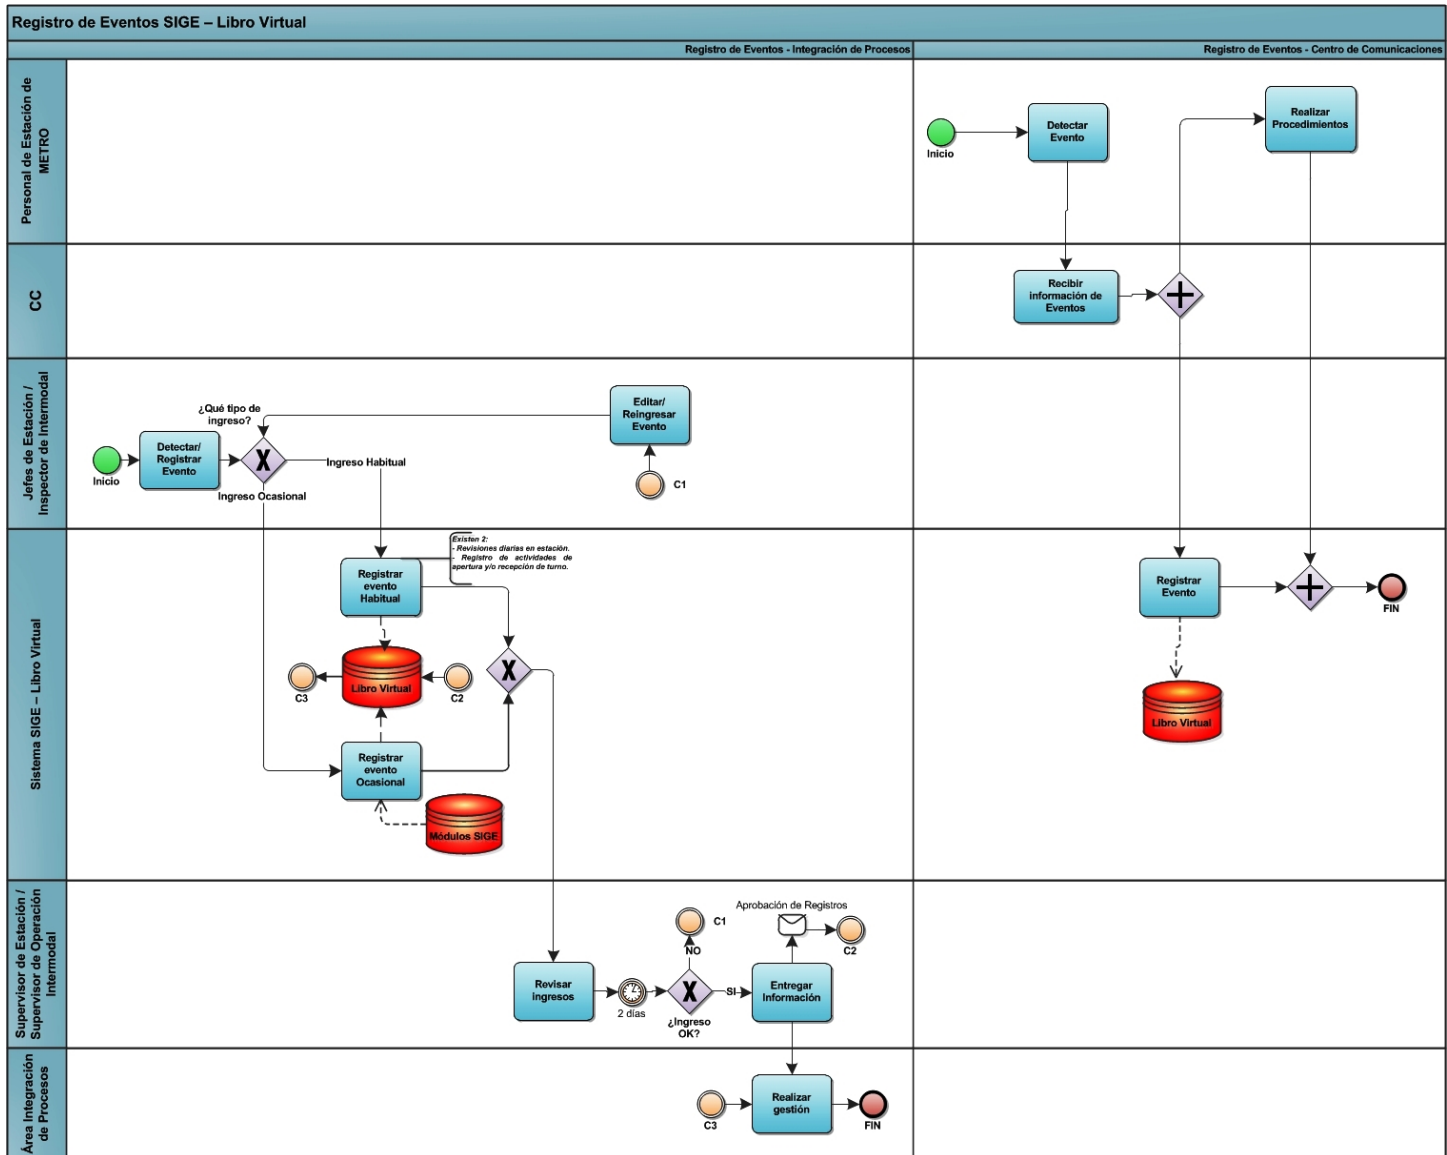 Registro de Eventos SIGE – Libro Virtual
Registro de Eventos - Integración de Procesos
Registro de Eventos - Centro de Comunicaciones
Personal de Estación de
METRO
Inicio
Detectar
Evento
Realizar
Procedimientos
CC
Recibir
información de
Eventos
Jefes de Estación /
Inspector de Intermodal
Inicio
Detectar/
Registrar
Evento
¿Qué tipo de
ingreso?
Ingreso Habitual
Ingreso Ocasional
Editar/
Reingresar
Evento
C1
Sistema SIGE – Libro Virtual
Existen 2:
- Revisiones diarias en estación.
- Registro de actividades de
apertura y/o recepción de turno.
Registrar
evento
Habitual
Libro Virtual
C3
C2
Registrar
evento
Ocasional
Módulos SIGE
Registrar
Evento
FIN
Libro Virtual
Supervisor de Estación /
Supervisor de Operación
Intermodal
Revisar
ingresos
2 días
¿Ingreso
OK?
NO
C1
SI
Aprobación de Registros
C2
Entregar
Información
Área Integración
de Procesos
C3
Realizar
gestión
FIN